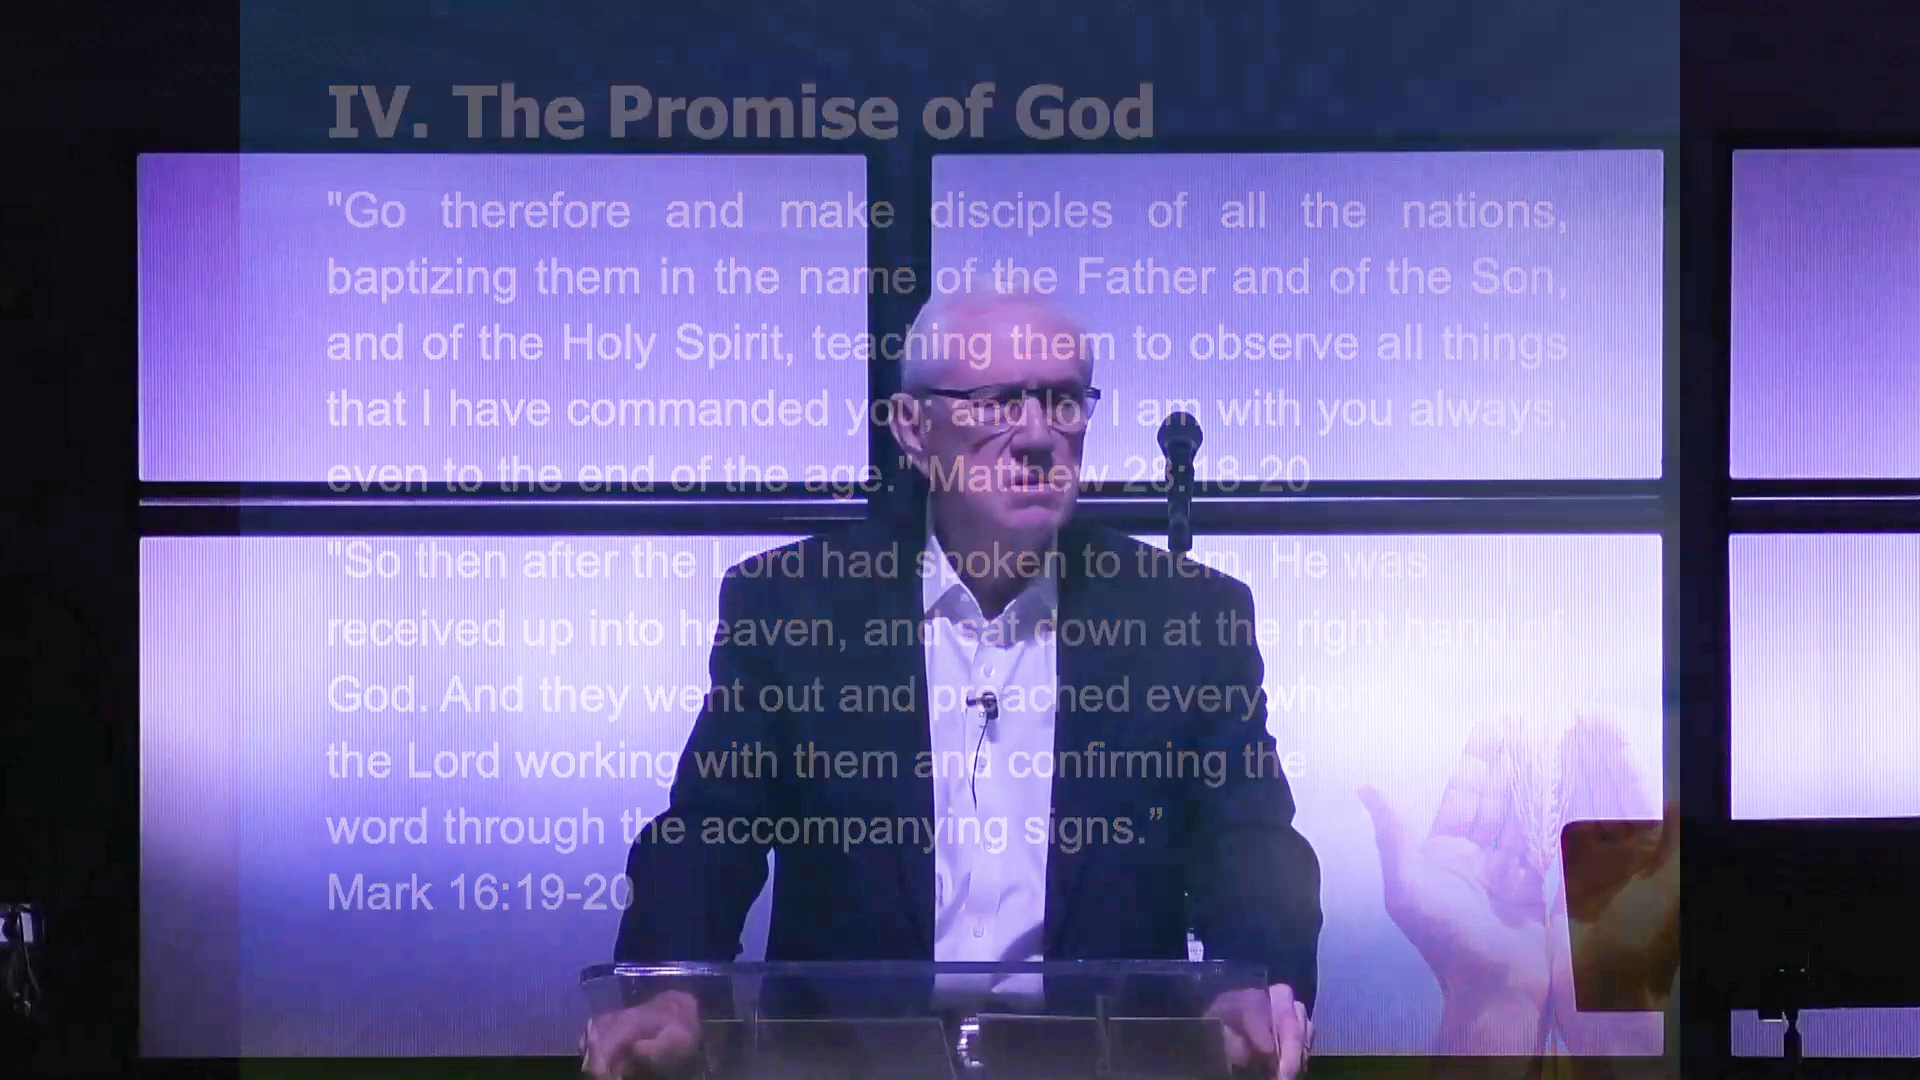 IV. The Promise of God
"Go therefore and make disciples of all the nations,
baptizing them in the name of the Father and of the Son,
and of the Holy Spirit, teaching them to observe all things
that I have commanded you; and lo, I am with you always,
even to the end of the age." Matthew 28:18-20
"So then after the Lord had spoken to them, He was
received up into heaven, and sat down at the right hand of
God. And they went out and preached everywhere
the Lord working with them and confirming the
word through the accompanying signs.”
Mark 16:19-20